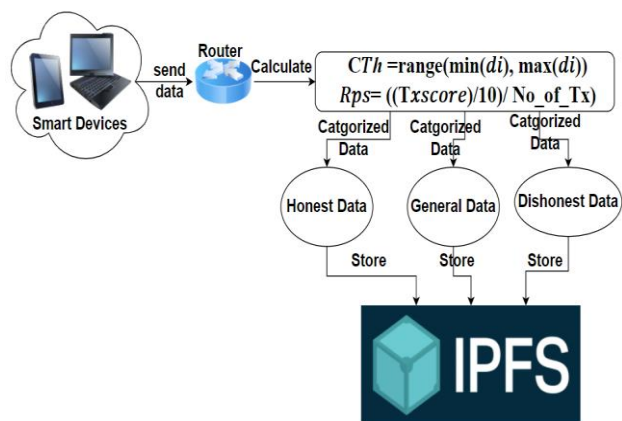 Smart Devices
send
data
Router
Calculate
CTh =range(min(di), max(di))
Rps= ((Txscore)/10)/ No_of_Tx)
Catgorized
Data
Catgorized
Data
Catgorized
Data
Honest Data
General Data
Dishonest Data
Store
Store
Store
IPFS